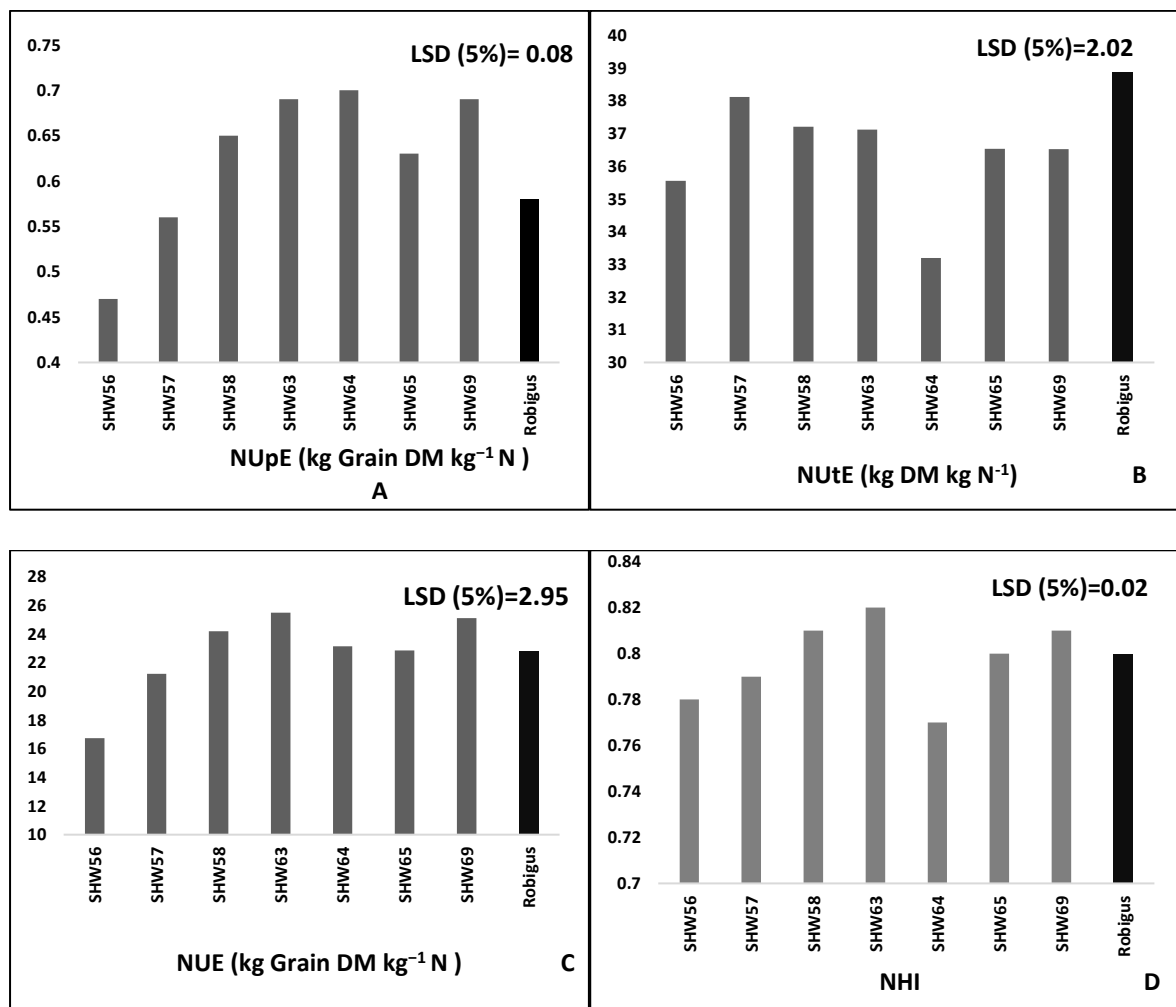 LSD (5%)= 0.08
0.75
0.7
0.65
0.6
0.55
0.5
0.45
0.4
SHW56
SHW57
SHW58
SHW63
SHW64
SHW65
SHW69
Robigus
NUpE (kg Grain DM kg⁻¹ N )
A
LSD (5%)=2.02
40
39
38
37
36
35
34
33
32
31
30
SHW56
SHW57
SHW58
SHW63
SHW64
SHW65
SHW69
Robigus
NUtE (kg DM kg N⁻¹)
B
LSD (5%)=2.95
28
26
24
22
20
18
16
14
12
10
SHW56
SHW57
SHW58
SHW63
SHW64
SHW65
SHW69
Robigus
NUE (kg Grain DM kg⁻¹ N )
C
LSD (5%)=0.02
0.84
0.82
0.8
0.78
0.76
0.74
0.72
0.7
SHW56
SHW57
SHW58
SHW63
SHW64
SHW65
SHW69
Robigus
NHI
D